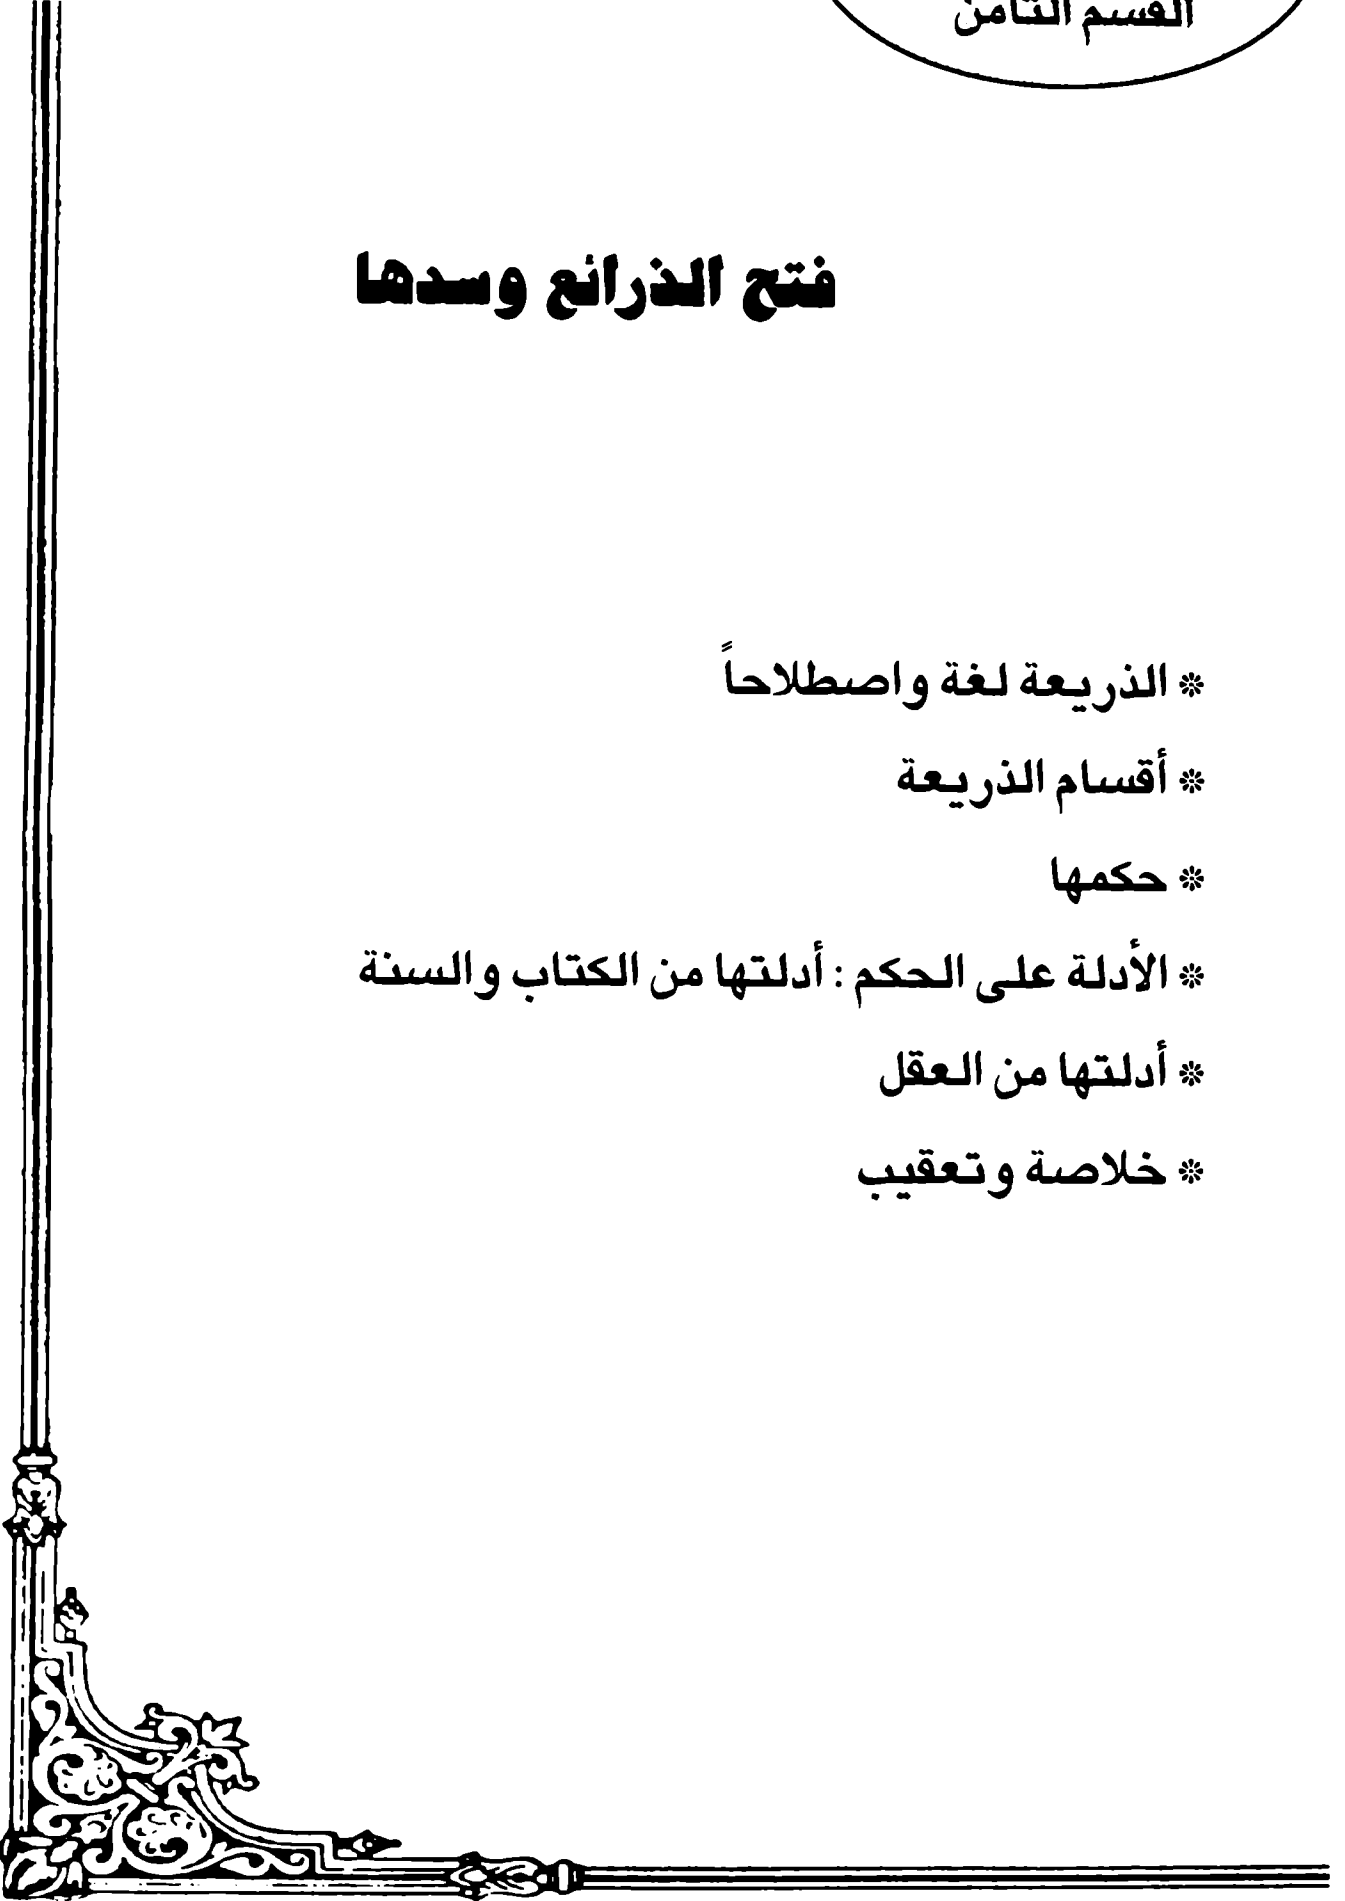 القسم الثامن
فتح الذرائع وسدها
❊ الذريعة لغة واصطلاحاً
❊ أقسام الذريعة
❊ حكمها
❊ الأدلة على الحكم : أدلتها من الكتاب والسنة
❊ أدلتها من العقل
❊ خلاصة وتعقيب